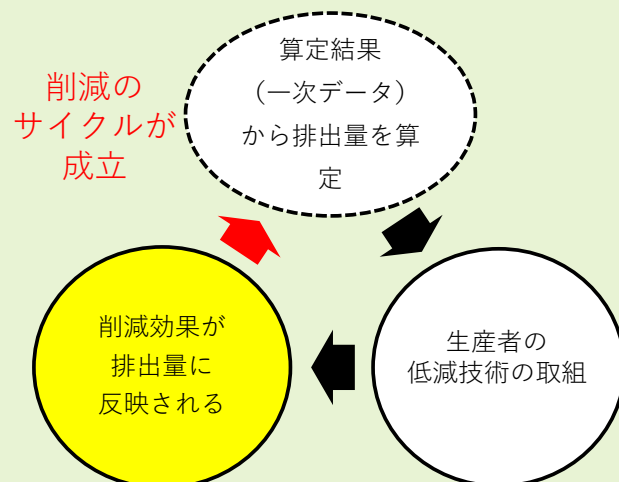 削減の
サイクルが
成立
算定結果
（一次データ）
から排出量を算
定
生産者の
低減技術の取組
削減効果が
排出量に
反映される